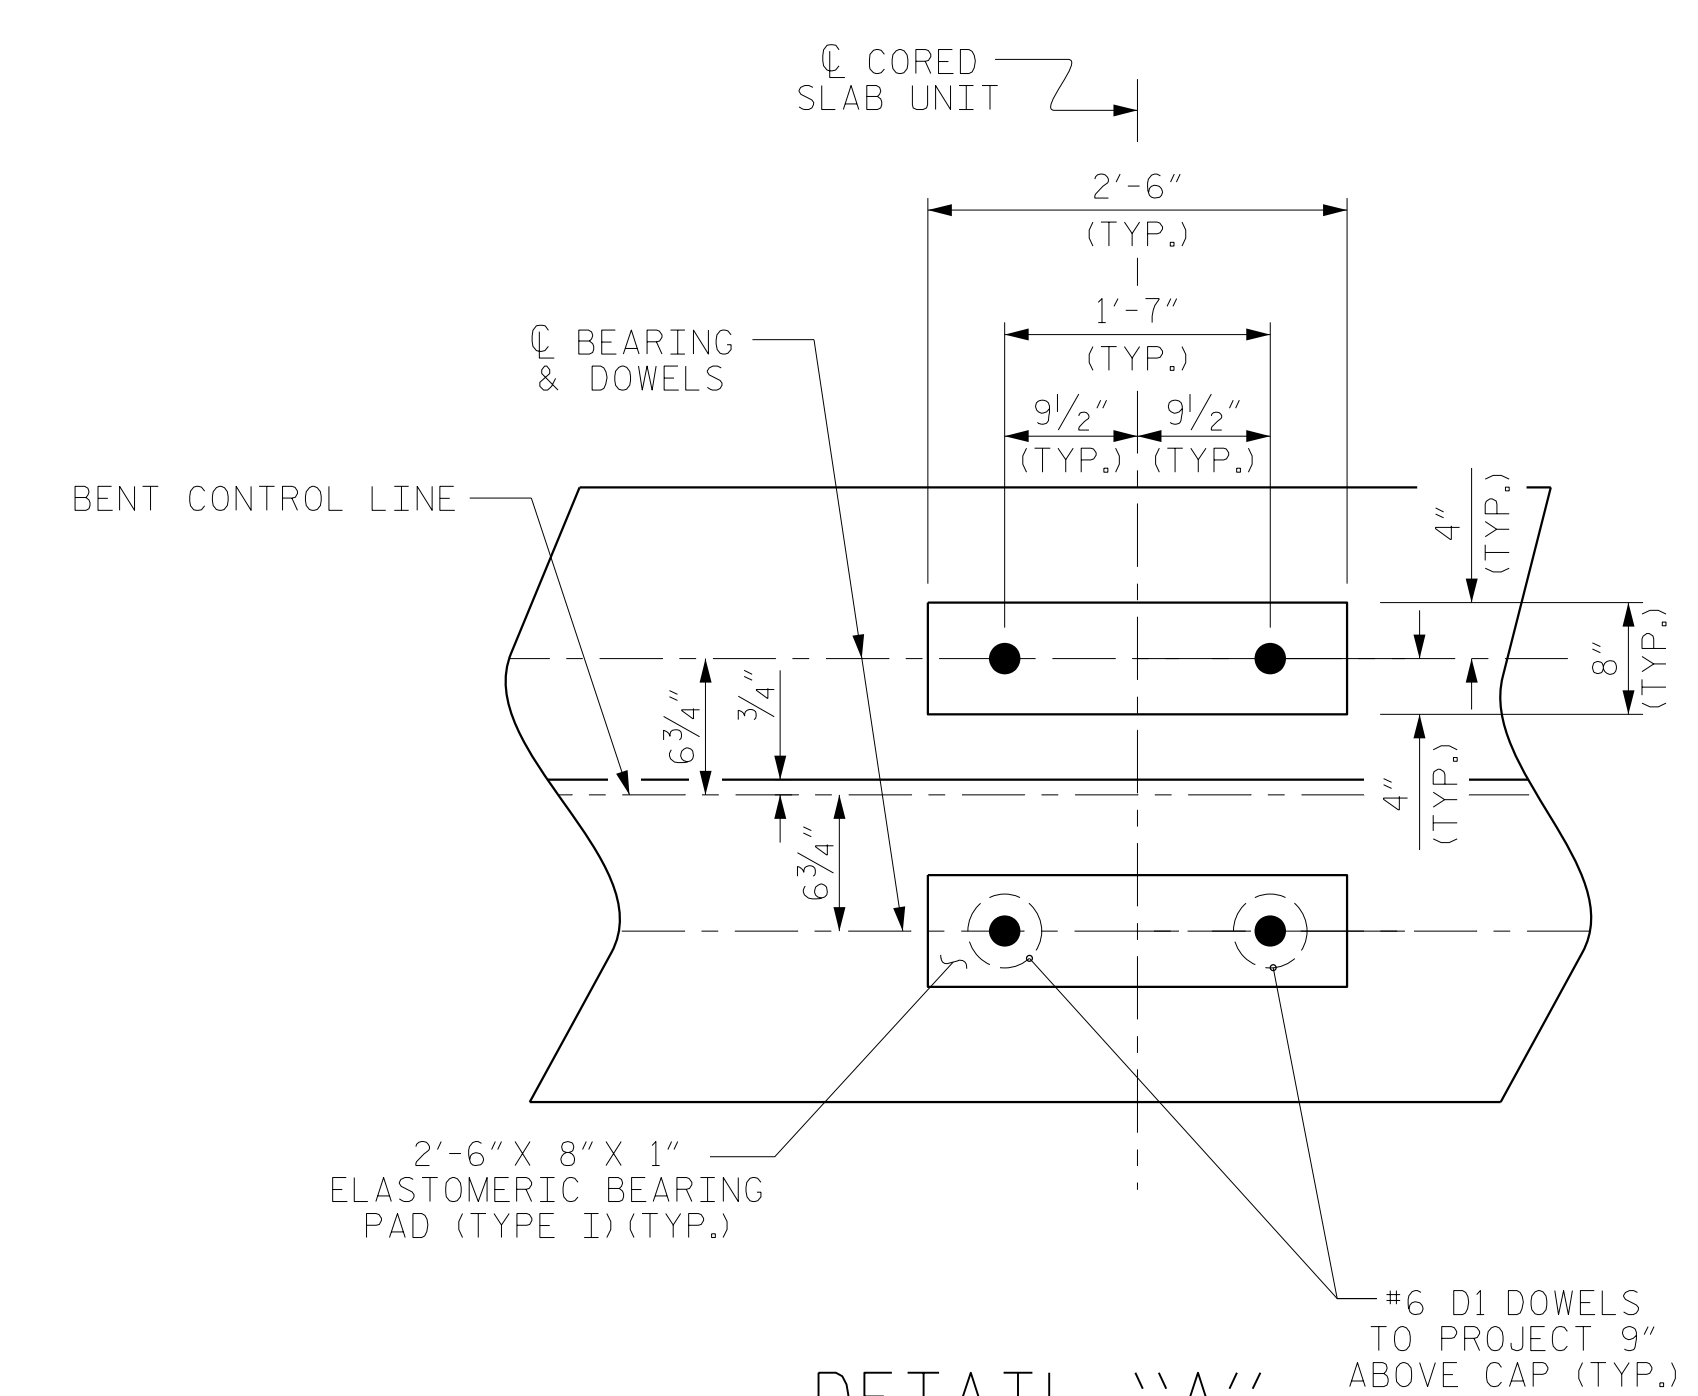 ℄ CORED
SLAB UNIT
2'-6"
(TYP.)
1'-7"
(TYP.)
℄ BEARING
& DOWELS
9½" 9½"
(TYP.) (TYP.)
BENT CONTROL LINE
4"
(TYP.)
8"
(TYP.)
6¾"
¾"
4"
(TYP.)
6¾"
2'-6" X 8" X 1"
ELASTOMERIC BEARING
PAD (TYPE I)(TYP.)
#6 D1 DOWELS
TO PROJECT 9"
ABOVE CAP (TYP.)
DETAIL "A"